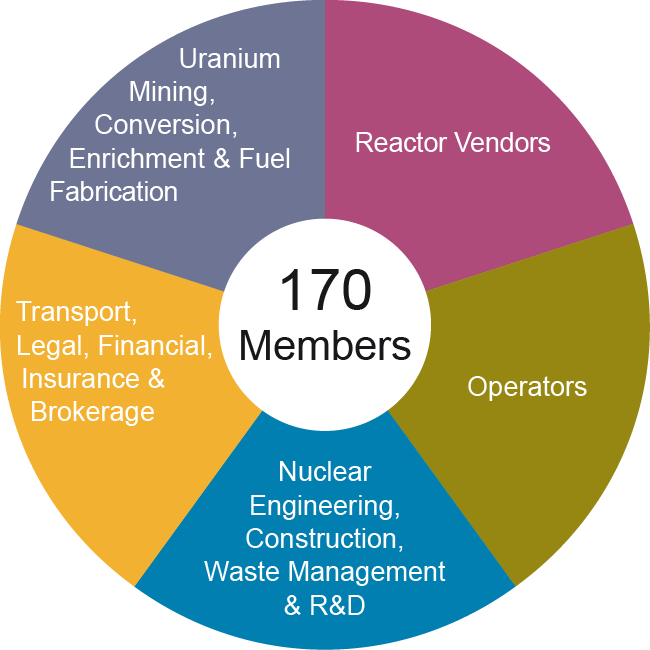 Uranium
Mining,
Conversion,
Enrichment & Fuel
Fabrication
Reactor Vendors
170
Members
Transport,
Legal, Financial,
Insurance &
Brokerage
Operators
Nuclear
Engineering,
Construction,
Waste Management
& R&D